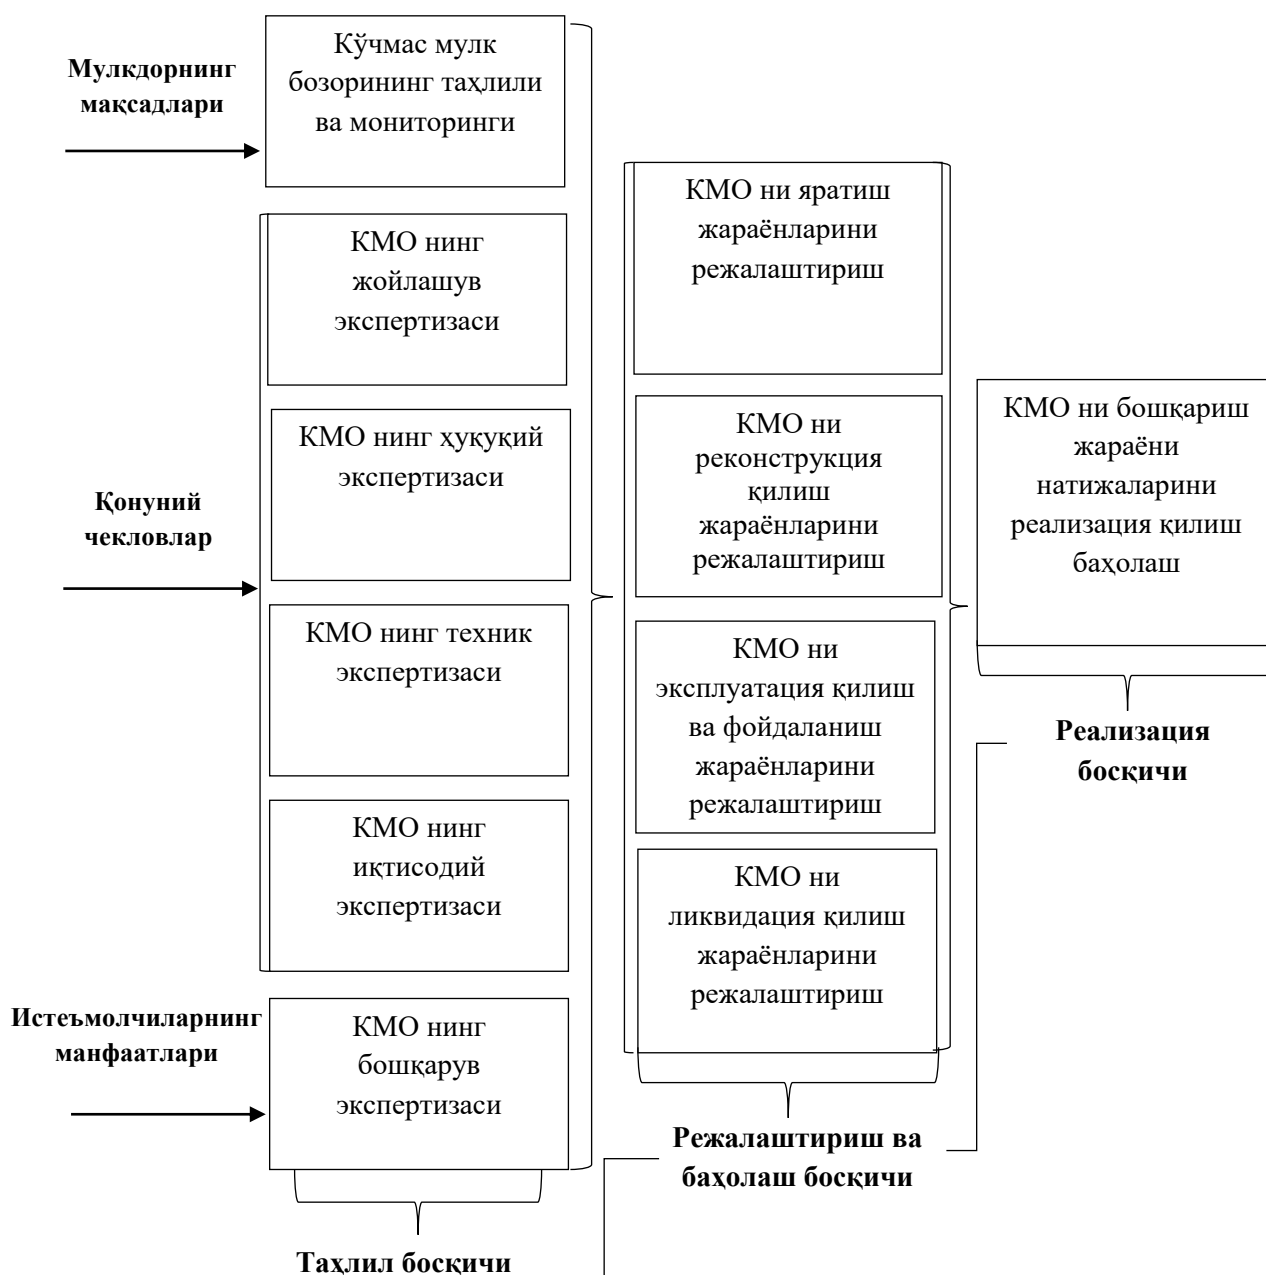 Мулкдорнинг
мақсадлари
Кўчмас мулк
бозорининг таҳлили
ва мониторинги
КМО нинг
жойлашув
экспертизаси
Қонуний
чекловлар
КМО нинг ҳуқуқий
экспертизаси
КМО нинг техник
экспертизаси
КМО нинг
иқтисодий
экспертизаси
Истеъмолчиларнинг
манфаатлари
КМО нинг
бошқарув
экспертизаси
Таҳлил босқичи
КМО ни яратиш
жараёнларини
режалаштириш
КМО ни
реконструкция
қилиш
жараёнларини
режалаштириш
КМО ни
эксплуатация қилиш
ва фойдаланиш
жараёнларини
режалаштириш
КМО ни
ликвидация қилиш
жараёнларини
режалаштириш
Режалаштириш ва
баҳолаш босқичи
КМО ни бошқариш
жараёни
натижаларини
реализация қилиш
баҳолаш
Реализация
босқичи